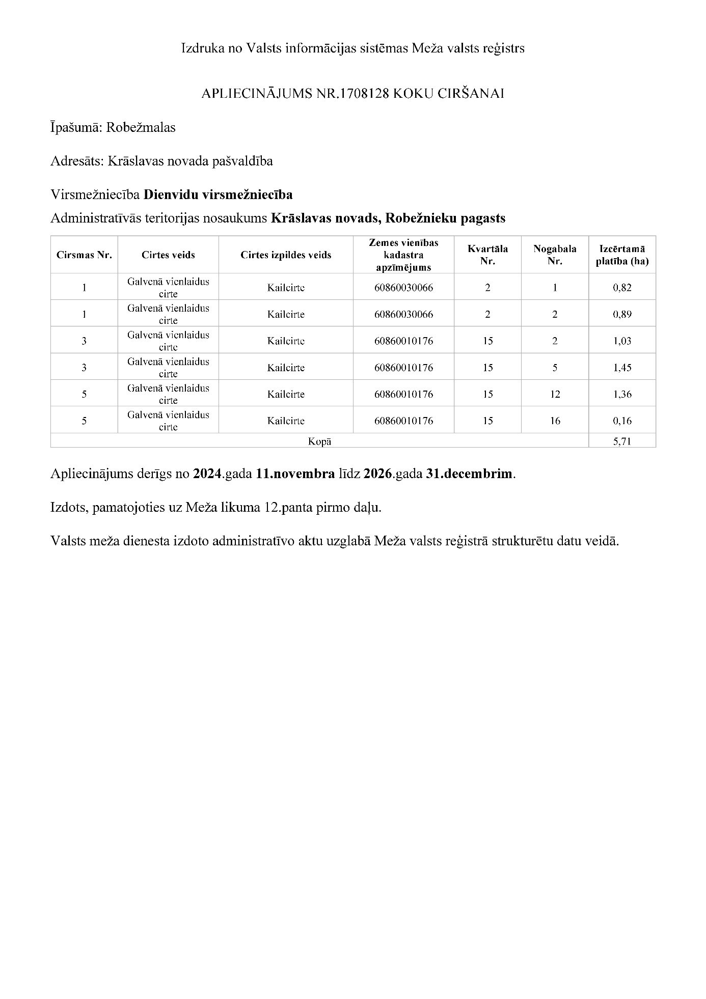 Izdruka no Valsts informācijas sistēmas Meža valsts reģistrs
APLIECINĀJUMS NR.1708128 KOKU CIRŠANAI
Īpašumā: Robežmalas
Adresāts: Krāslavas novada pašvaldība
Virsmežniecība Dienvidu virsmežniecība
Administratīvās teritorijas nosaukums Krāslavas novads, Robežnieku pagasts
Cirsmas Nr. Cirtes veids Cirtes izpildes veids Zemes vienības kadastra apzīmējums Kvartāla Nr. Nogabala Nr. Izcērtamā platība (ha)
1 Galvenā vienlaidus cirte Kailcirte 60860030066 2 1 0,82
1 Galvenā vienlaidus cirte Kailcirte 60860030066 2 2 0,89
3 Galvenā vienlaidus cirte Kailcirte 60860010176 15 2 1,03
3 Galvenā vienlaidus cirte Kailcirte 60860010176 15 5 1,45
5 Galvenā vienlaidus cirte Kailcirte 60860010176 15 12 1,36
5 Galvenā vienlaidus cirte Kailcirte 60860010176 15 16 0,16
Kopā 5,71
Apliecinājums derīgs no 2024.gada 11.novembra līdz 2026.gada 31.decembrim.
Izdots, pamatojoties uz Meža likuma 12.panta pirmo daļu.
Valsts meža dienesta izdoto administratīvo aktu uzglabā Meža valsts reģistrā strukturētu datu veidā.